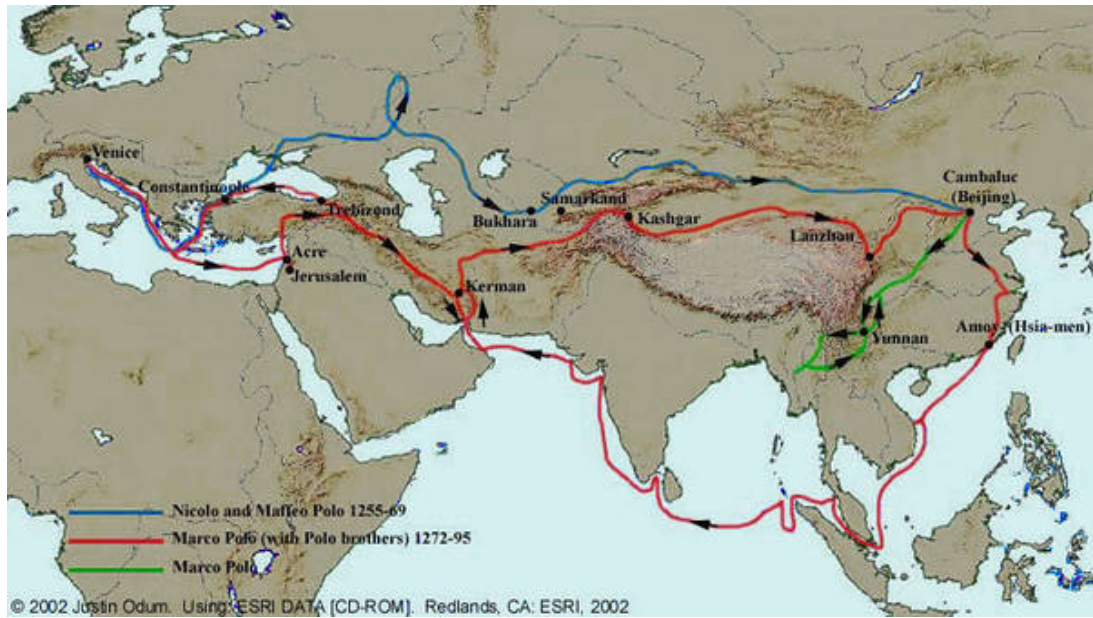 Venice
Constantinople
Trebizond
Bukhara
Samarkand
Kashgar
Lanzhou
Cambaluc
(Beijing)
Acre
Jerusalem
Kerman
Yunnan
Amoy (Hsia-men)
Nicolo and Maffeo Polo 1255-69
Marco Polo (with Polo brothers) 1272-95
Marco Polo
© 2002 Justin Odum. Using: ESRI DATA [CD-ROM]. Redlands, CA: ESRI, 2002